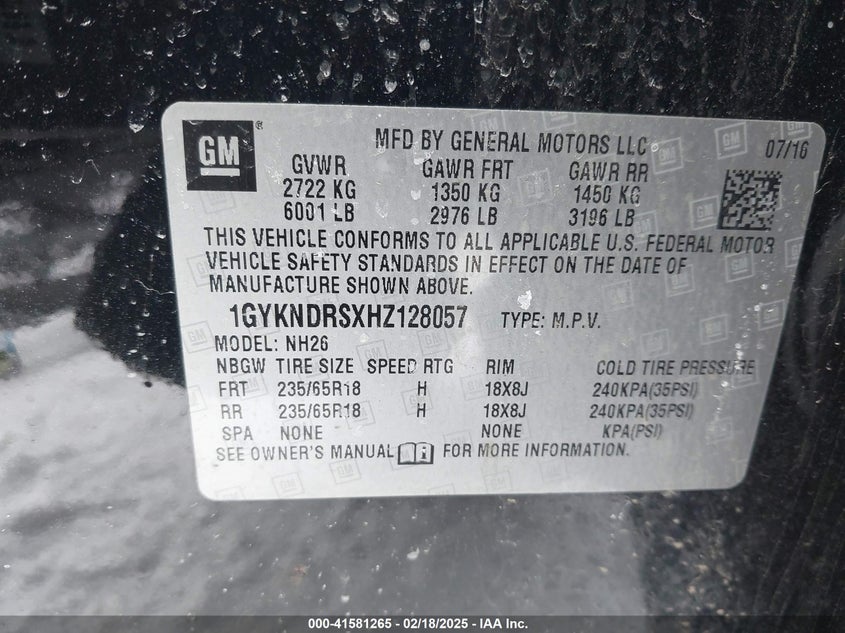 GM ®
MFD BY GENERAL MOTORS LLC 07/16
GVWR GAWR FRT GAWR RR
2722 KG 1350 KG 1450 KG
6001 LB 2976 LB 3196 LB
THIS VEHICLE CONFORMS TO ALL APPLICABLE U.S. FEDERAL MOTOR
VEHICLE SAFETY STANDARDS IN EFFECT ON THE DATE OF
MANUFACTURE SHOWN ABOVE.
1GYKNDRSXHZ128057 TYPE: M.P.V.
MODEL: NH26
NBGW TIRE SIZE SPEED RTG RIM COLD TIRE PRESSURE
FRT 235/65R18 H 18X8J 240KPA(35PSI)
RR 235/65R18 H 18X8J 240KPA(35PSI)
SPA NONE NONE KPA(PSI)
SEE OWNER'S MANUAL FOR MORE INFORMATION.
000-41581265 - 02/18/2025 - IAA Inc.